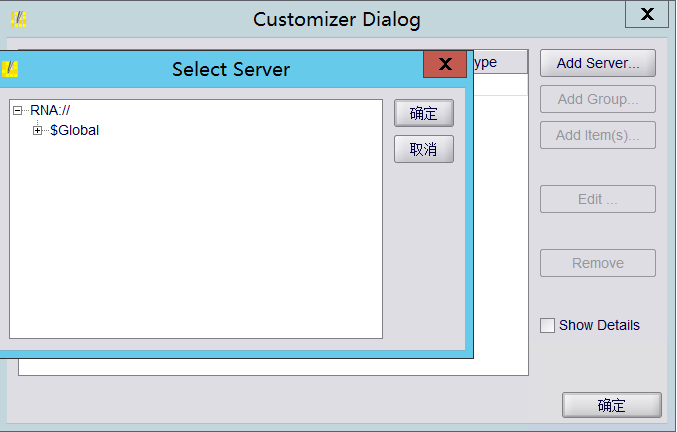 Customizer Dialog
X
Select Server
X
ype
Add Server...
RNA://
$Global
确定
取消
Add Group...
Add Item(s)...
Edit ...
Remove
Show Details
确定